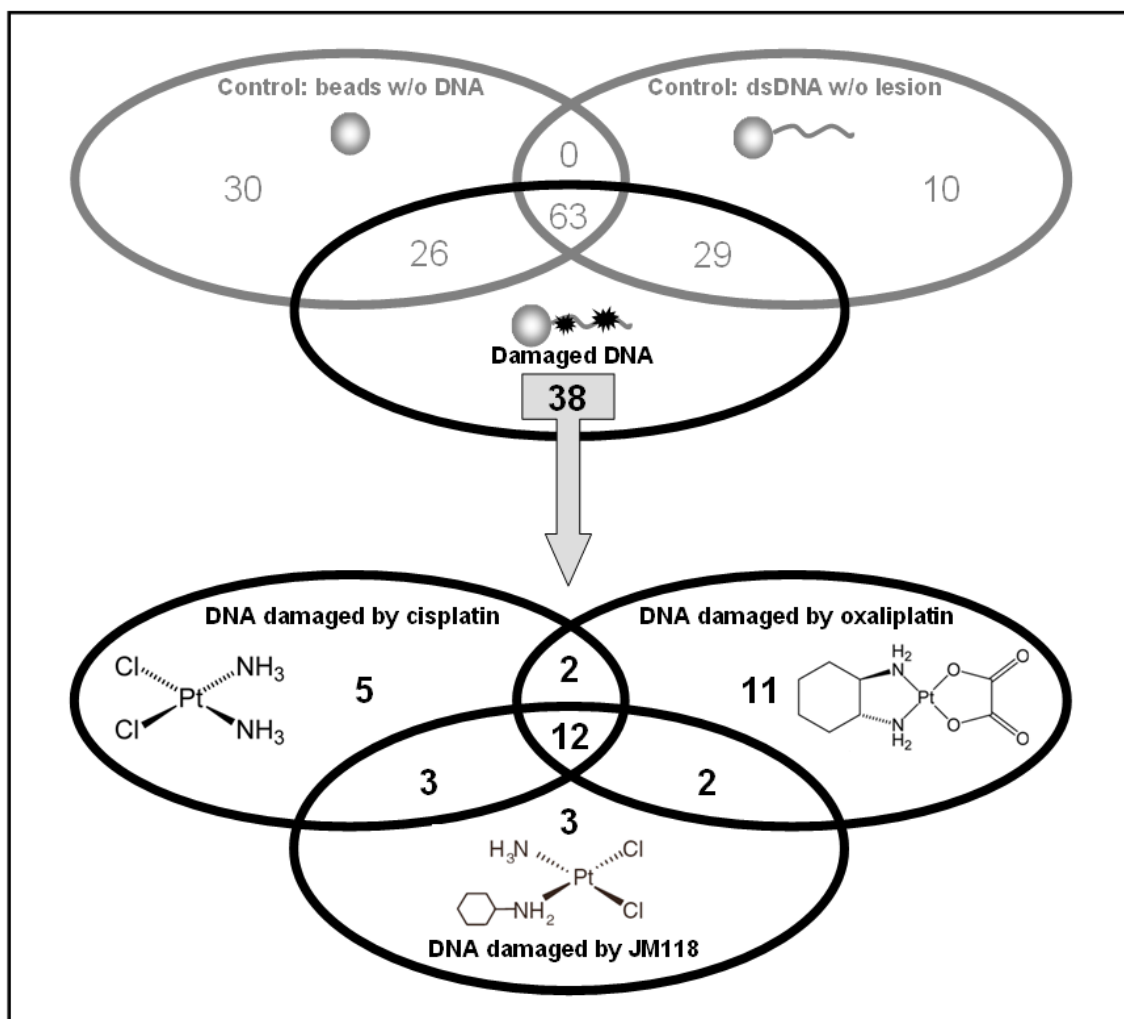 Control: beads w/o DNA
Control: dsDNA w/o lesion
0
30
10
63
26
29
Damaged DNA
38
DNA damaged by cisplatin
DNA damaged by oxaliplatin
Cl
NH3
Pt
Cl
NH3
5
2
11
H2
N
O
O
Pt
N
H2
O
O
12
3
2
3
H3N
Cl
Pt
NH2
Cl
DNA damaged by JM118